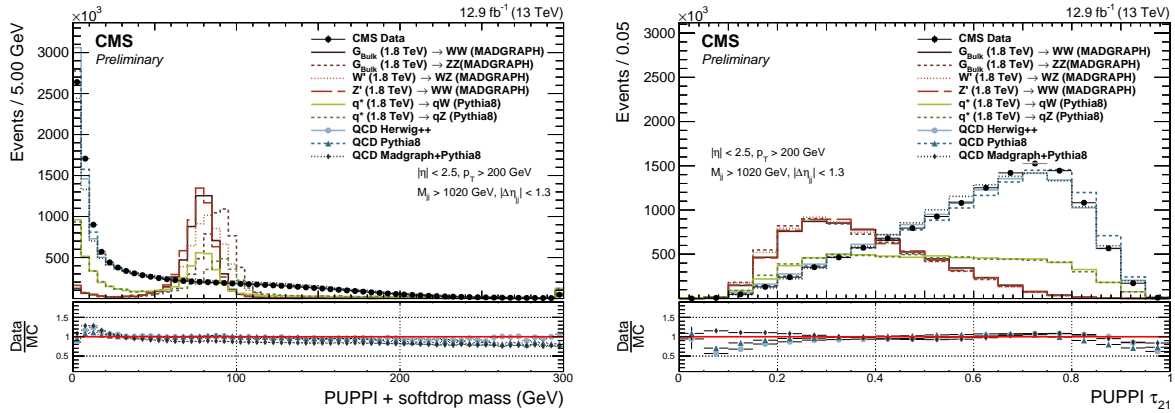 ×10³
12.9 fb⁻¹ (13 TeV)
CMS
Preliminary
CMS Data
G_Bulk (1.8 TeV) → WW (MADGRAPH)
G_Bulk (1.8 TeV) → ZZ(MADGRAPH)
W' (1.8 TeV) → WZ (MADGRAPH)
Z' (1.8 TeV) → WW (MADGRAPH)
q* (1.8 TeV) → qW (Pythia8)
q* (1.8 TeV) → qZ (Pythia8)
QCD Herwig++
QCD Pythia8
QCD Madgraph+Pythia8
|η| < 2.5, p_T > 200 GeV
M_jj > 1020 GeV, |Δη_jj| < 1.3
Events / 5.00 GeV
3000
2500
2000
1500
1000
500
Data
MC
1.5
1
0.5
0 100 200 300
PUPPI + softdrop mass (GeV)
×10³
12.9 fb⁻¹ (13 TeV)
CMS
Preliminary
CMS Data
G_Bulk (1.8 TeV) → WW (MADGRAPH)
G_Bulk (1.8 TeV) → ZZ(MADGRAPH)
W' (1.8 TeV) → WZ (MADGRAPH)
Z' (1.8 TeV) → WW (MADGRAPH)
q* (1.8 TeV) → qW (Pythia8)
q* (1.8 TeV) → qZ (Pythia8)
QCD Herwig++
QCD Pythia8
QCD Madgraph+Pythia8
|η| < 2.5, p_T > 200 GeV
M_jj > 1020 GeV, |Δη_jj| < 1.3
Events / 0.05
3000
2500
2000
1500
1000
500
Data
MC
1.5
1
0.5
0 0.2 0.4 0.6 0.8 1
PUPPI τ₂₁